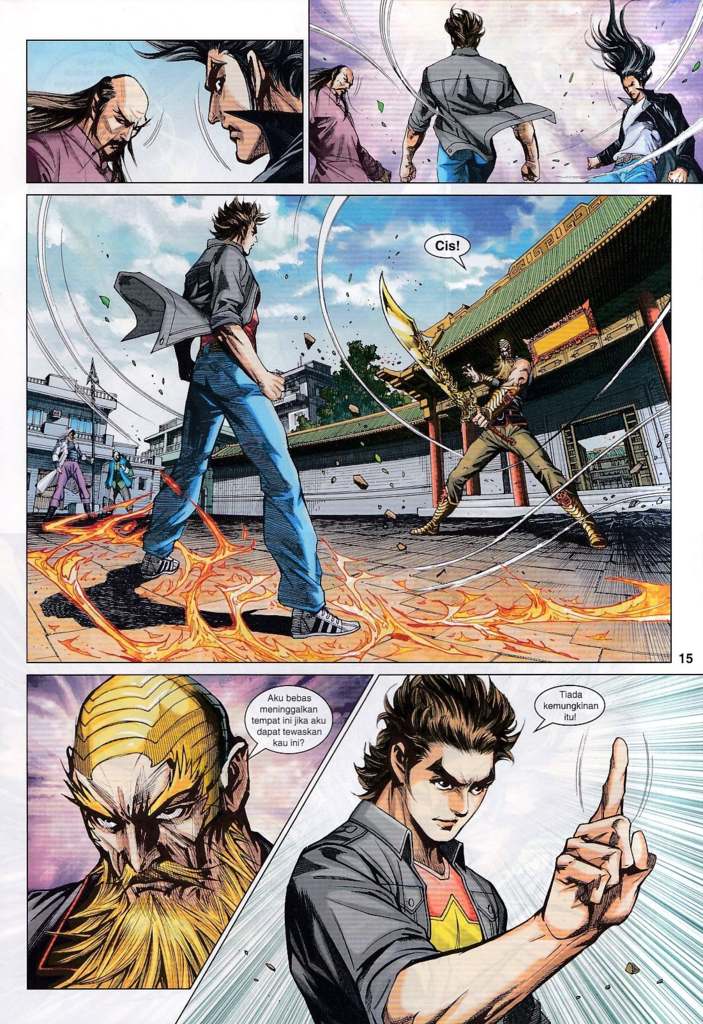 Cis!
15
Aku bebas
meninggalkan
tempat ini jika aku
dapat tewaskan
kau ini?
Tiada
kemungkinan
itu!